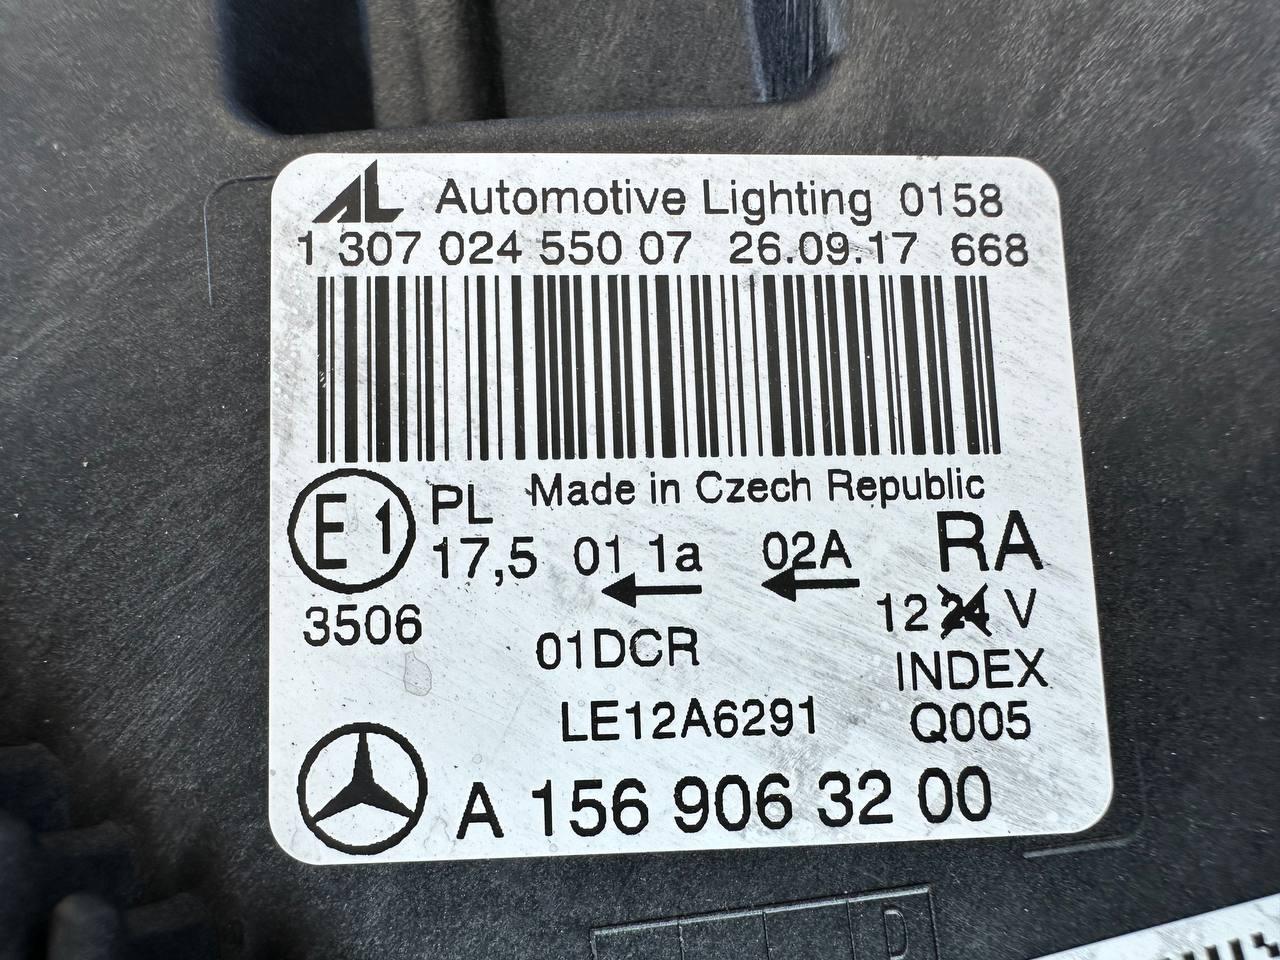 AL Automotive Lighting 0158
1 307 024 550 07 26.09.17 668
Made in Czech Republic
E1 PL
17,5 01 1a 02A RA
3506 12 24 V
01DCR INDEX
LE12A6291 Q005
A 156 906 32 00
P